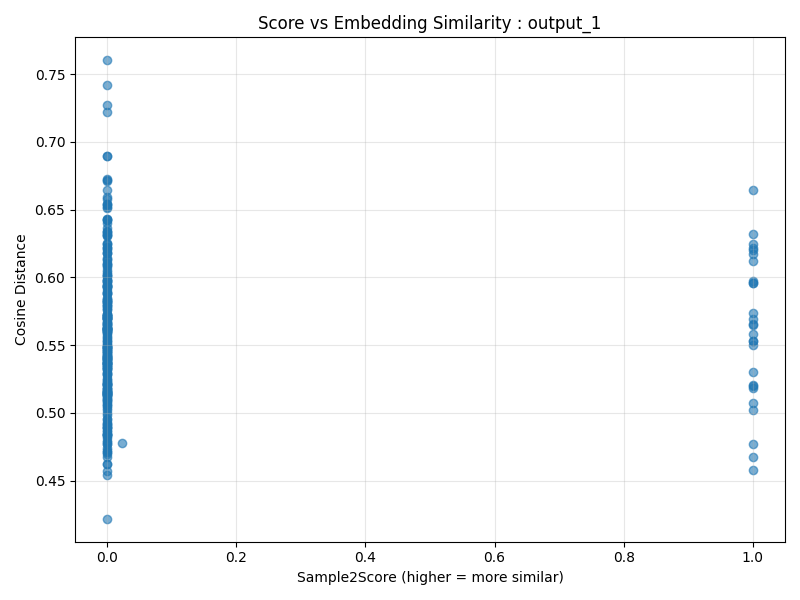 Score vs Embedding Similarity : output_1
0.75
0.70
0.65
0.60
0.55
0.50
0.45
Cosine Distance
0.0 0.2 0.4 0.6 0.8 1.0
Sample2Score (higher = more similar)